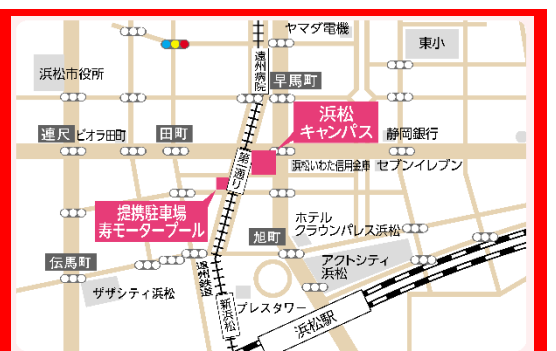 ヤマダ電機
東小
浜松市役所
遠州病院
早馬町
浜松
キャンパス
連尺
ビオラ田町
田町
静岡銀行
第一通り
浜松いわた信用金庫
セブンイレブン
提携駐車場
寿モータープール
旭町
ホテル
クラウンパレス浜松
伝馬町
遠州鉄道
アクトシティ
浜松
ザザシティ浜松
新浜松
プレスタワー
浜松駅